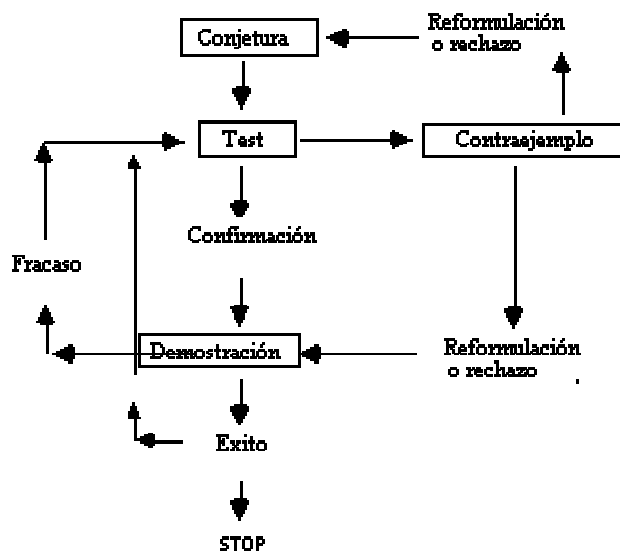 Conjetura
Reformulación
o rechazo
Test
Contraejemplo
Confirmación
Fracaso
Demostración
Reformulación
o rechazo
Exito
STOP